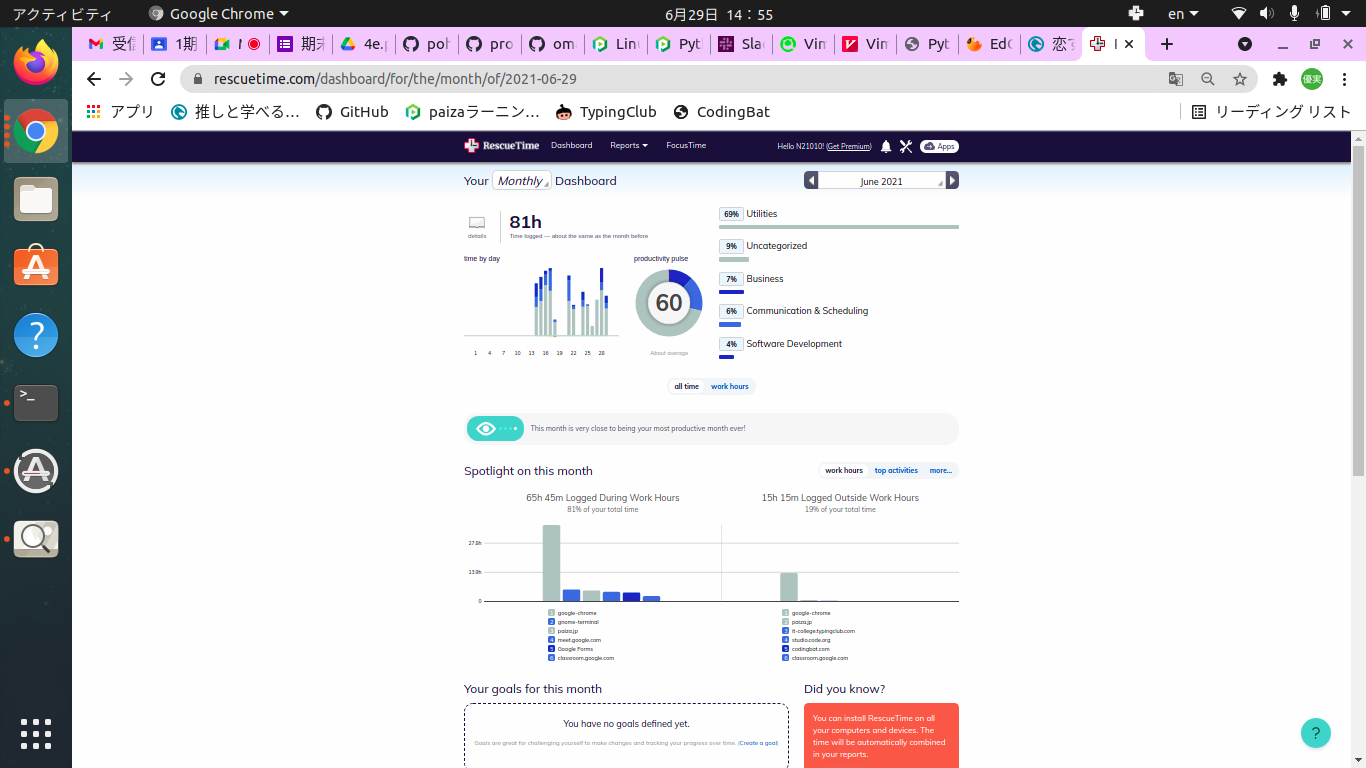 アクティビティ Google Chrome 6月29日 14：55 en
受信 1期 M 期末 4e.p poh pro om Lin Pyt Sla Vim Vim Pyt Ed 恋す
rescuetime.com/dashboard/for/the/month/of/2021-06-29 優実
アプリ 推しと学べる... GitHub paizaラーニン... TypingClub CodingBat リーディング リスト
RescueTime Dashboard Reports FocusTime Hello N21010! (Get Premium) Apps
Your Monthly Dashboard June 2021
details
81h
Time logged — about the same as the month before
time by day
1 4 7 10 13 16 19 22 25 28
productivity pulse
60
About average
69% Utilities
9% Uncategorized
7% Business
6% Communication & Scheduling
4% Software Development
all time work hours
This month is very close to being your most productive month ever!
Spotlight on this month work hours top activities more...
65h 45m Logged During Work Hours
81% of your total time
27.8h
13.9h
0
1 google-chrome
2 gnome-terminal
3 paiza.jp
4 meet.google.com
5 Google Forms
6 classroom.google.com
15h 15m Logged Outside Work Hours
19% of your total time
1 google-chrome
2 paiza.jp
3 it-college.typingclub.com
4 studio.code.org
5 codingbat.com
6 classroom.google.com
Your goals for this month
You have no goals defined yet.
Goals are great for challenging yourself to make changes and tracking your progress over time. (Create a goal)
Did you know?
You can install RescueTime on all
your computers and devices. The
time will be automatically combined
in your reports.
?